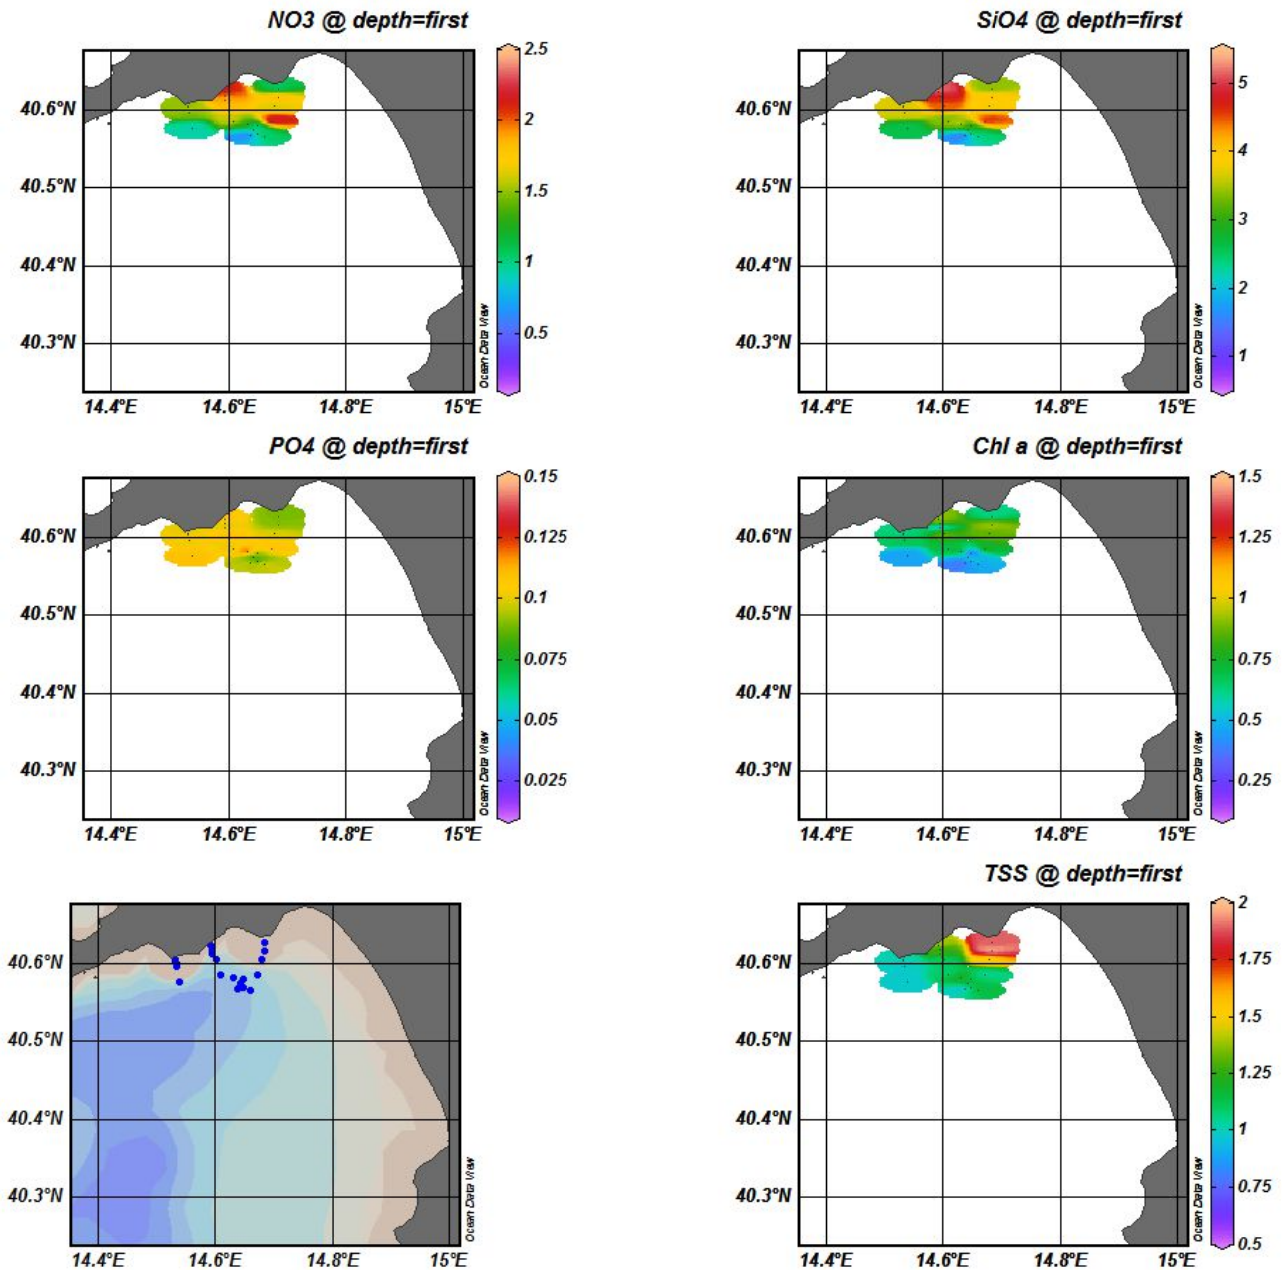 NO3 @ depth=first
2.5
2
1.5
1
0.5
40.6°N
40.5°N
40.4°N
40.3°N
14.4°E 14.6°E 14.8°E 15°E
Ocean Data View
SiO4 @ depth=first
5
4
3
2
1
40.6°N
40.5°N
40.4°N
40.3°N
14.4°E 14.6°E 14.8°E 15°E
Ocean Data View
PO4 @ depth=first
0.15
0.125
0.1
0.075
0.05
0.025
40.6°N
40.5°N
40.4°N
40.3°N
14.4°E 14.6°E 14.8°E 15°E
Ocean Data View
Chl a @ depth=first
1.5
1.25
1
0.75
0.5
0.25
40.6°N
40.5°N
40.4°N
40.3°N
14.4°E 14.6°E 14.8°E 15°E
Ocean Data View
40.6°N
40.5°N
40.4°N
40.3°N
14.4°E 14.6°E 14.8°E 15°E
Ocean Data View
TSS @ depth=first
2
1.75
1.5
1.25
1
0.75
0.5
40.6°N
40.5°N
40.4°N
40.3°N
14.4°E 14.6°E 14.8°E 15°E
Ocean Data View